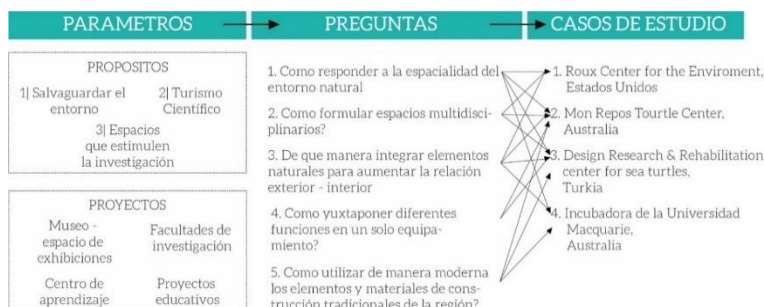 PARAMETROS
PREGUNTAS
CASOS DE ESTUDIO
PROPOSITOS
1| Salvaguardar el
entorno
2| Turismo
Científico
3| Espacios
que estimulen
la investigación
PROYECTOS
Museo -
espacio de
exhibiciones
Facultades de
investigación
Centro de
aprendizaje
Proyectos
educativos
1. Como responder a la espacialidad del
entorno natural
2. Como formular espacios multidisci-
plinarios?
3. De que manera integrar elementos
naturales para aumentar la relación
exterior - interior
4. Como yuxtaponer diferentes
funciones en un solo equipa-
miento?
5. Como utilizar de manera moderna
los elementos y materiales de cons-
trucción tradicionales de la región?
1. Roux Center for the Enviroment,
Estados Unidos
2. Mon Repos Tourtle Center,
Australia
3. Design Research & Rehabilitation
center for sea turtles,
Turkia
4. Incubadora de la Universidad
Macquarie,
Australia